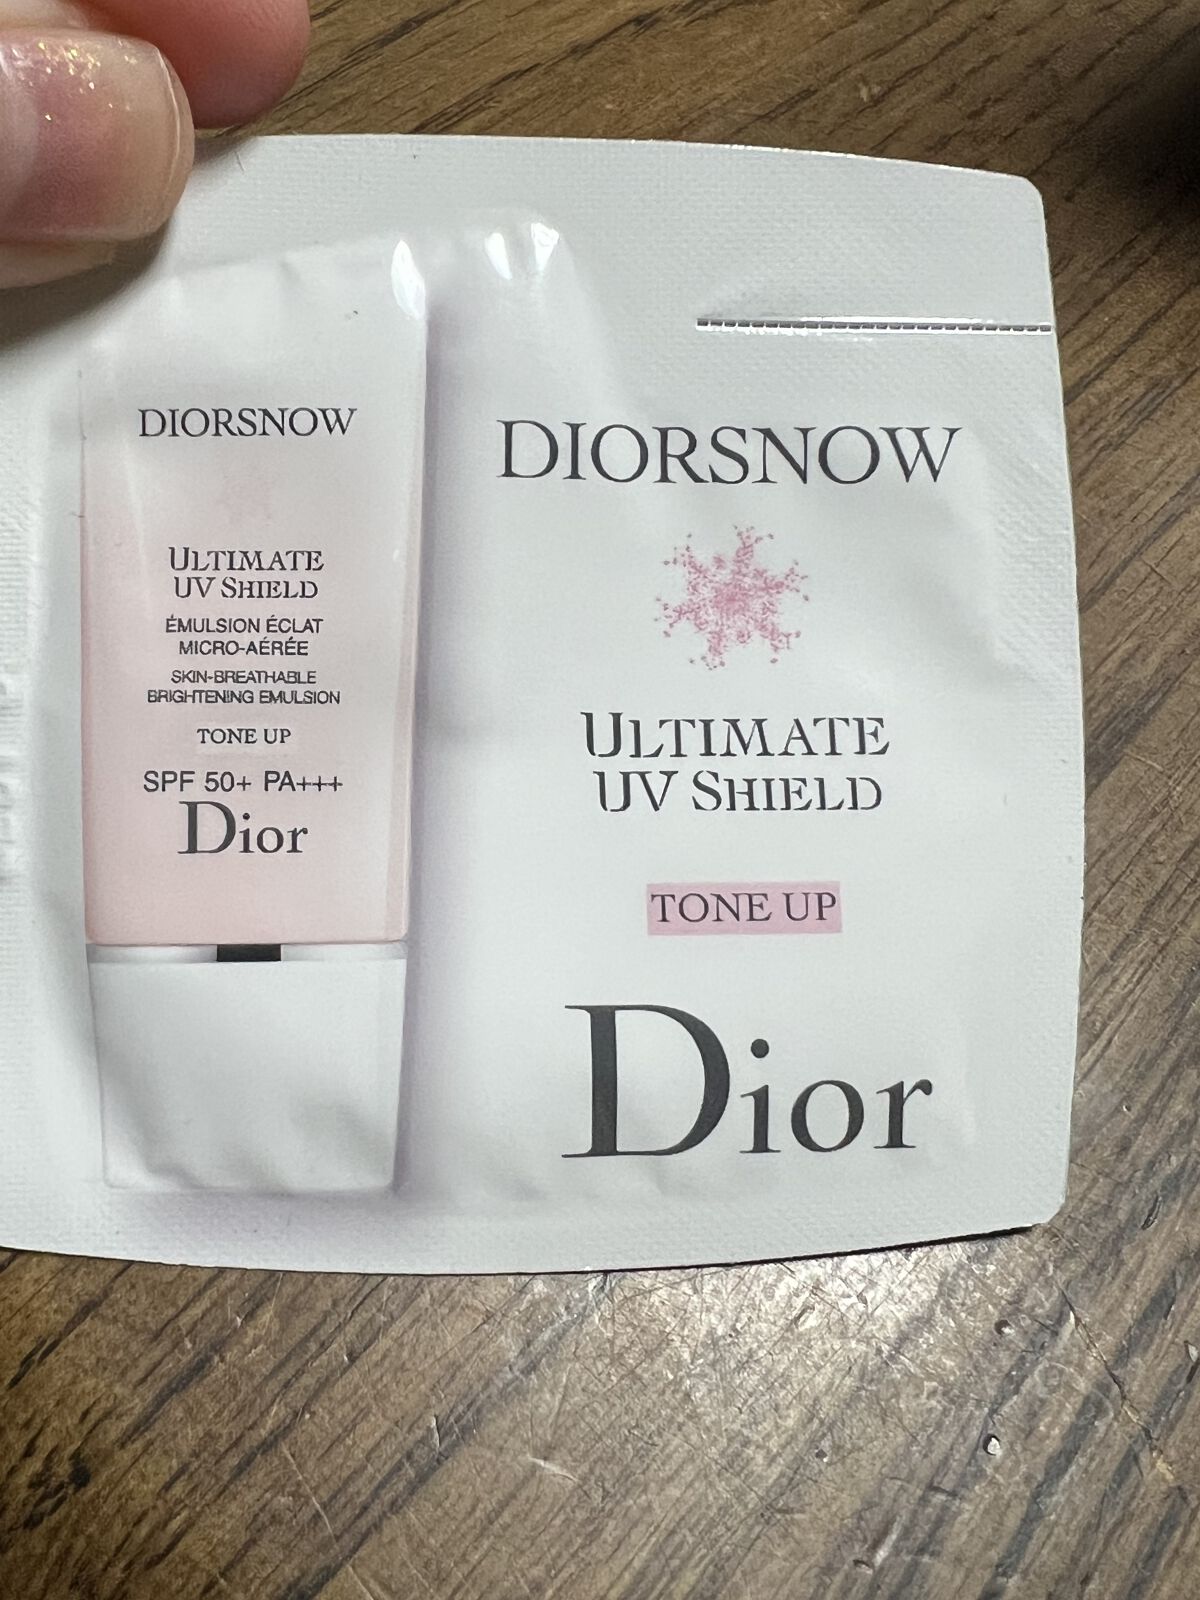 DIORSNOW
ULTIMATE
UV SHIELD
ÉMULSION ÉCLAT
MICRO-AÉRÉE
SKIN-BREATHABLE
BRIGHTENING EMULSION
TONE UP
SPF 50+ PA+++
Dior
DIORSNOW
ULTIMATE
UV SHIELD
TONE UP
Dior